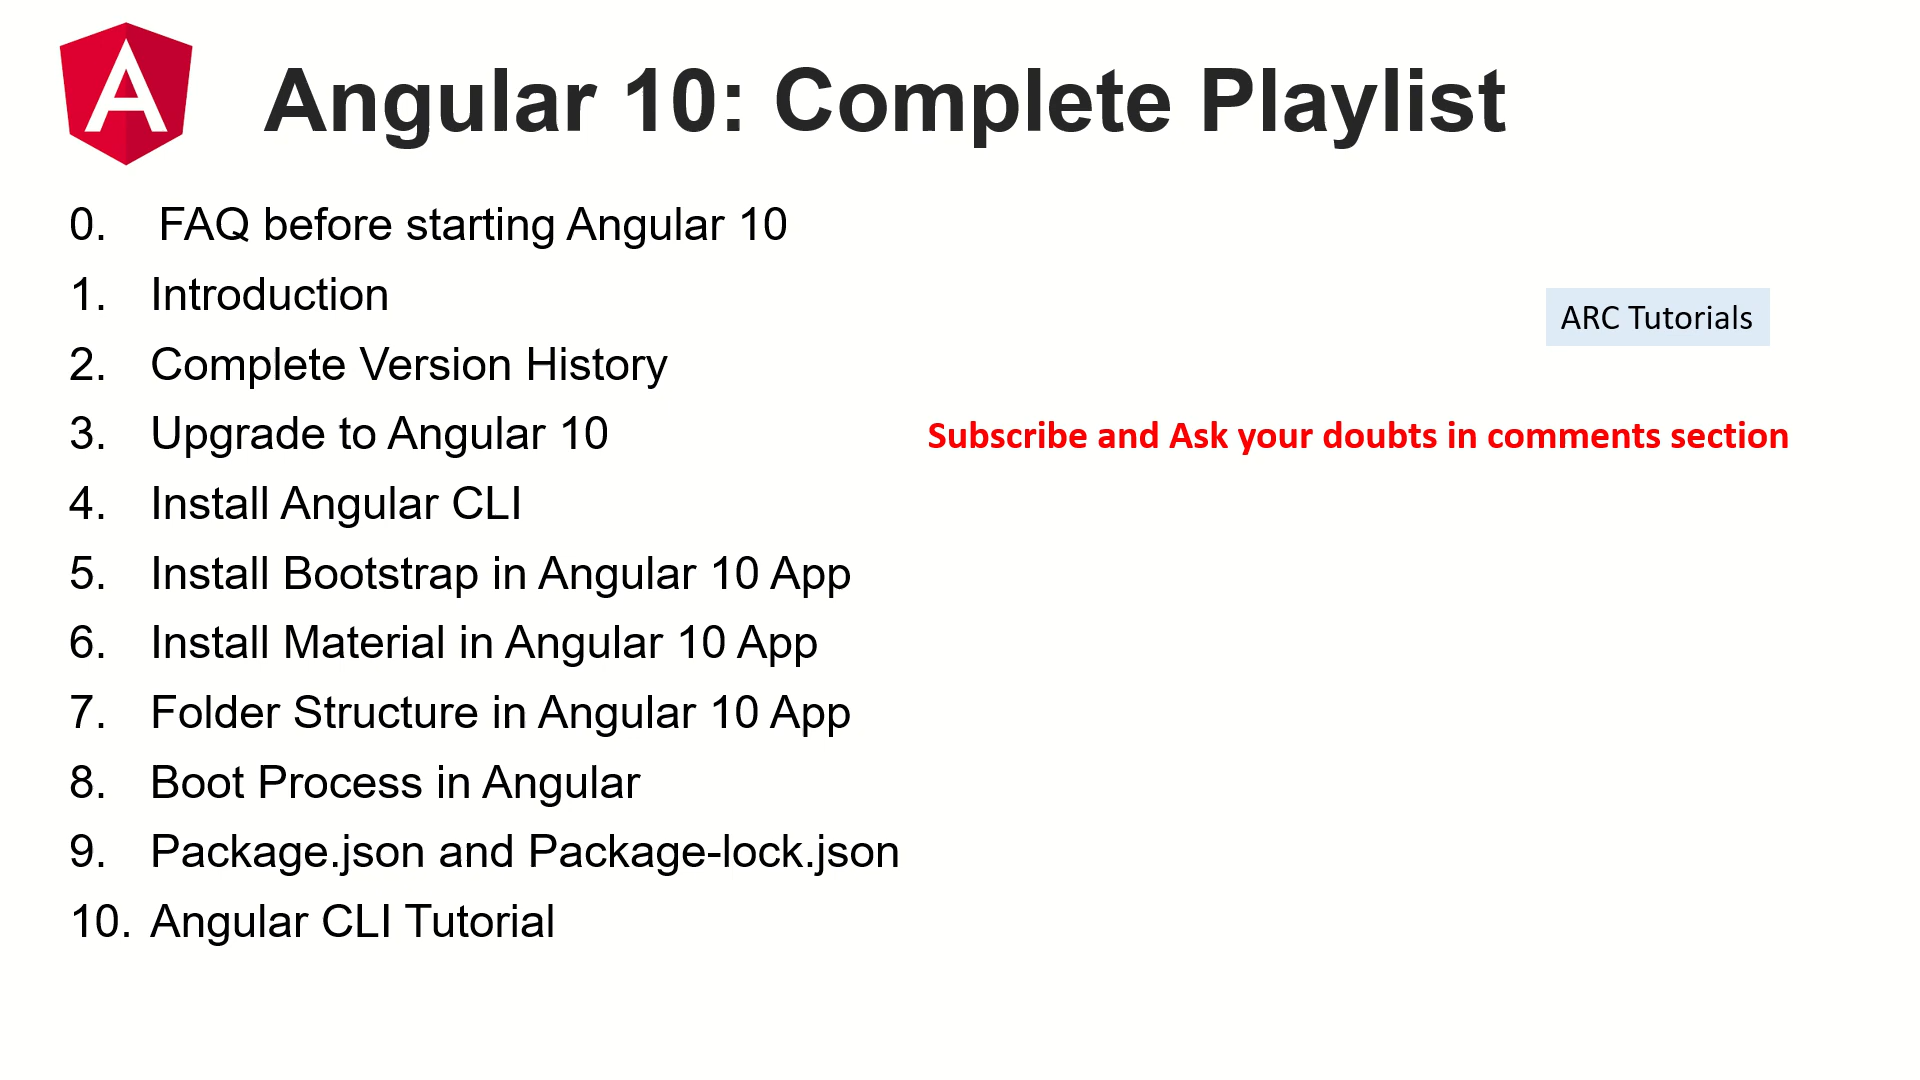 Angular 10: Complete Playlist
0. FAQ before starting Angular 10
1. Introduction
2. Complete Version History
3. Upgrade to Angular 10
4. Install Angular CLI
5. Install Bootstrap in Angular 10 App
6. Install Material in Angular 10 App
7. Folder Structure in Angular 10 App
8. Boot Process in Angular
9. Package.json and Package-lock.json
10. Angular CLI Tutorial
ARC Tutorials
Subscribe and Ask your doubts in comments section